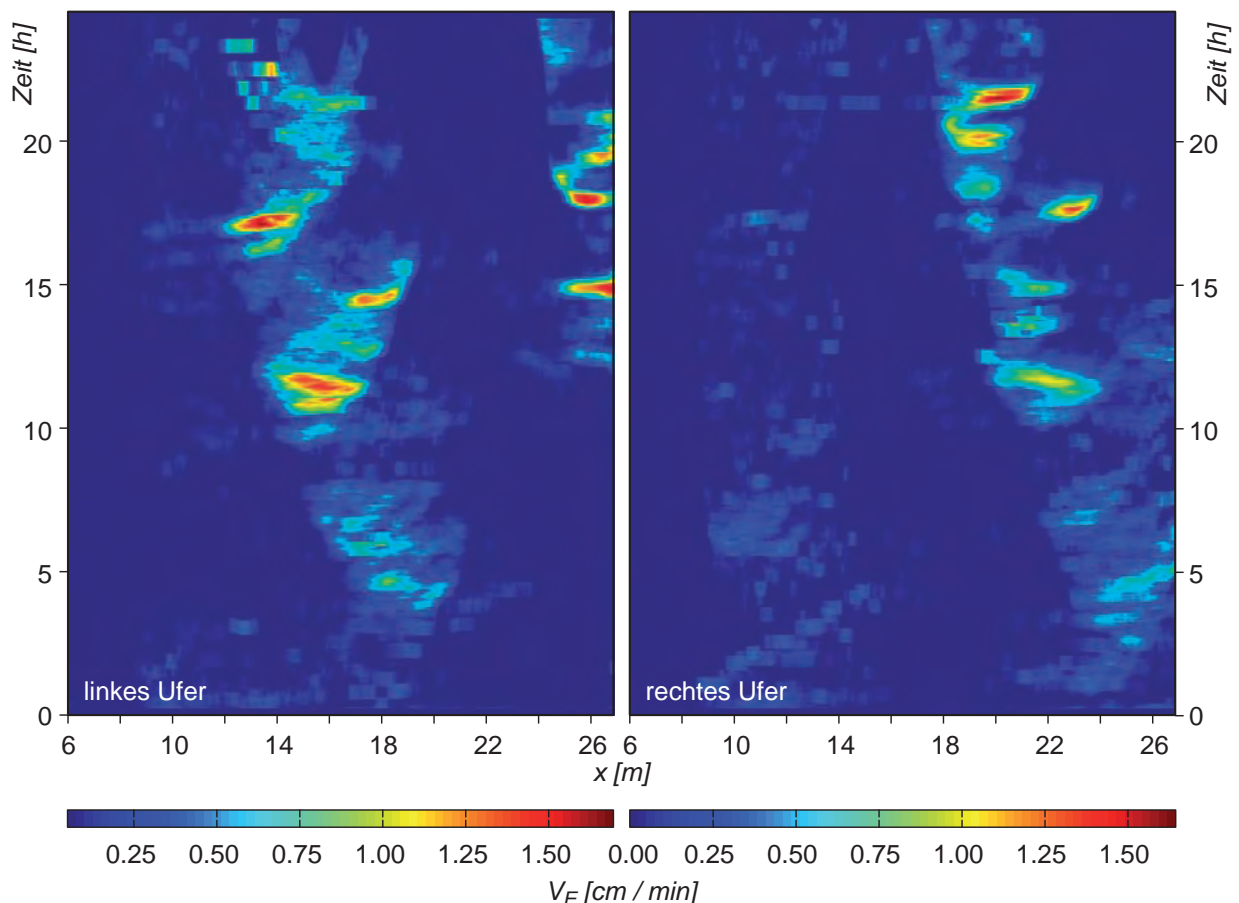 Zeit [h]
Zeit [h]
20
20
15
15
10
10
5
5
0
0
linkes Ufer
rechtes Ufer
6 10 14 18 22 26
6 10 14 18 22 26
x [m]
0.25 0.50 0.75 1.00 1.25 1.50
0.00 0.25 0.50 0.75 1.00 1.25 1.50
V_E [cm / min]